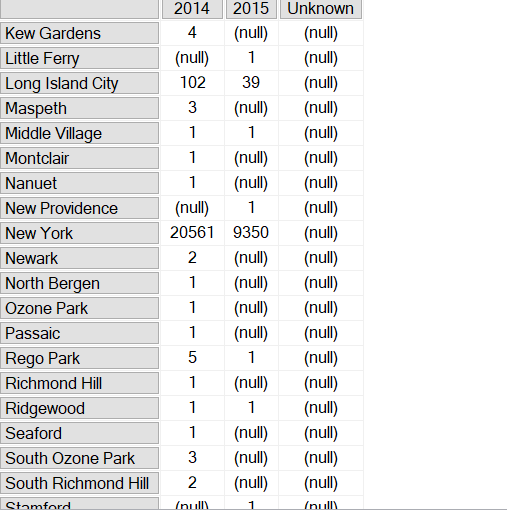 2014 2015 Unknown
Kew Gardens 4 (null) (null)
Little Ferry (null) 1 (null)
Long Island City 102 39 (null)
Maspeth 3 (null) (null)
Middle Village 1 1 (null)
Montclair 1 (null) (null)
Nanuet 1 (null) (null)
New Providence (null) 1 (null)
New York 20561 9350 (null)
Newark 2 (null) (null)
North Bergen 1 (null) (null)
Ozone Park 1 (null) (null)
Passaic 1 (null) (null)
Rego Park 5 1 (null)
Richmond Hill 1 (null) (null)
Ridgewood 1 1 (null)
Seaford 1 (null) (null)
South Ozone Park 3 (null) (null)
South Richmond Hill 2 (null) (null)
Stamford (null) 1 (null)